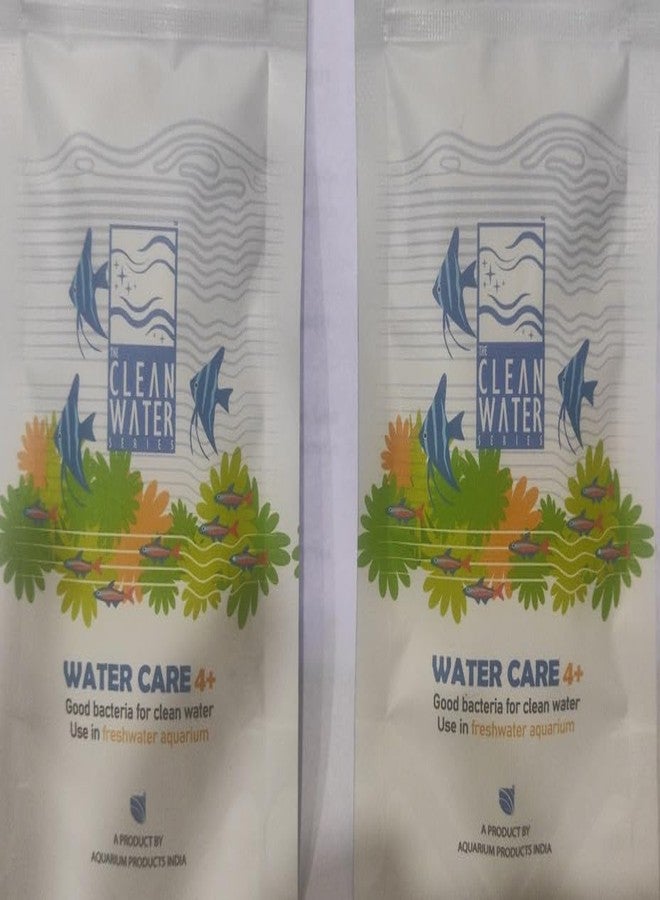 THE
CLEAN
WATER
SERIES
WATER CARE 4+
Good bacteria for clean water
Use in freshwater aquarium
A PRODUCT BY
AQUARIUM PRODUCTS INDIA
THE
CLEAN
WATER
SERIES
WATER CARE 4+
Good bacteria for clean water
Use in freshwater aquarium
A PRODUCT BY
AQUARIUM PRODUCTS INDIA